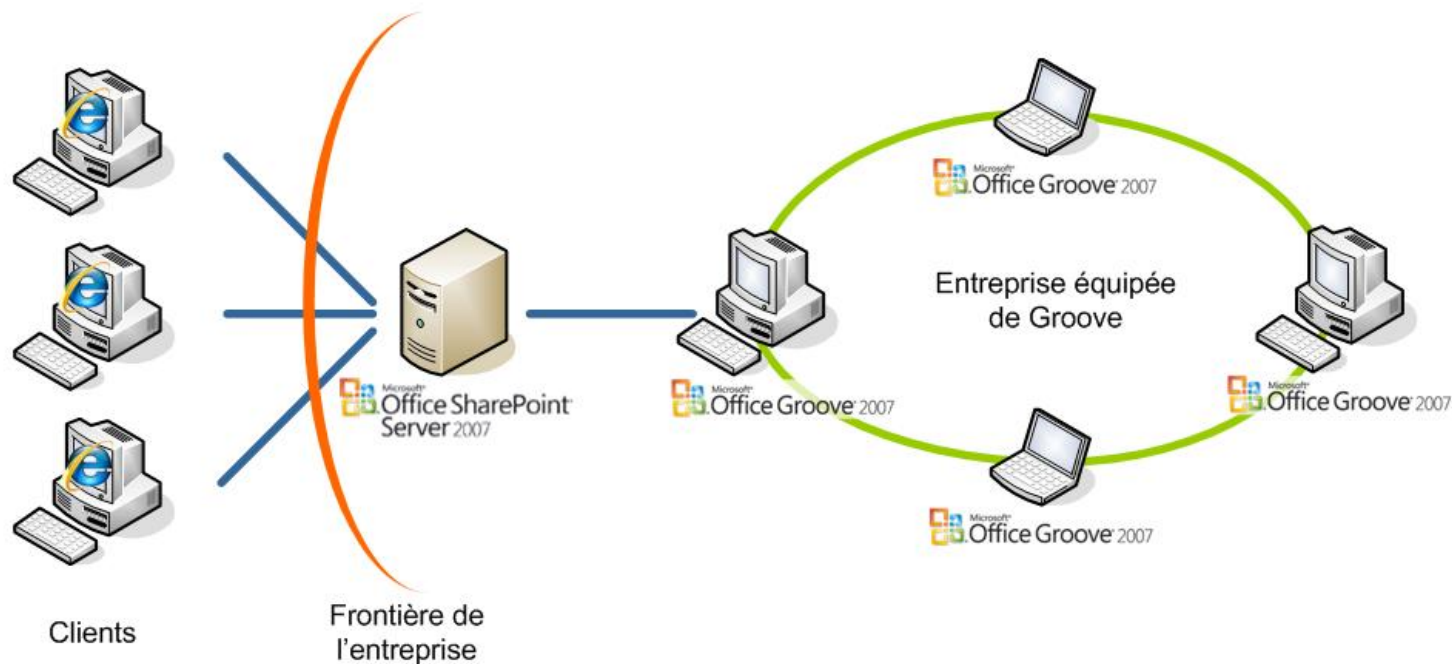 Microsoft®
Office Groove® 2007
Entreprise équipée
de Groove
Microsoft®
Office SharePoint®
Server 2007
Microsoft®
Office Groove® 2007
Microsoft®
Office Groove® 2007
Microsoft®
Office Groove® 2007
Clients
Frontière de
l’entreprise